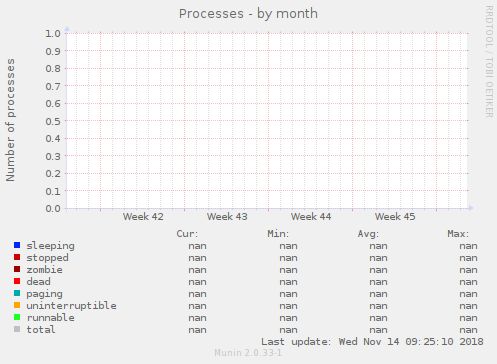 Processes - by month
RRDTOOL / TOBI OETIKER
Number of processes
1.0
0.9
0.8
0.7
0.6
0.5
0.4
0.3
0.2
0.1
0.0
Week 42 Week 43 Week 44 Week 45
Cur: Min: Avg: Max:
sleeping nan nan nan nan
stopped nan nan nan nan
zombie nan nan nan nan
dead nan nan nan nan
paging nan nan nan nan
uninterruptible nan nan nan nan
runnable nan nan nan nan
total nan nan nan nan
Last update: Wed Nov 14 09:25:10 2018
Munin 2.0.33-1